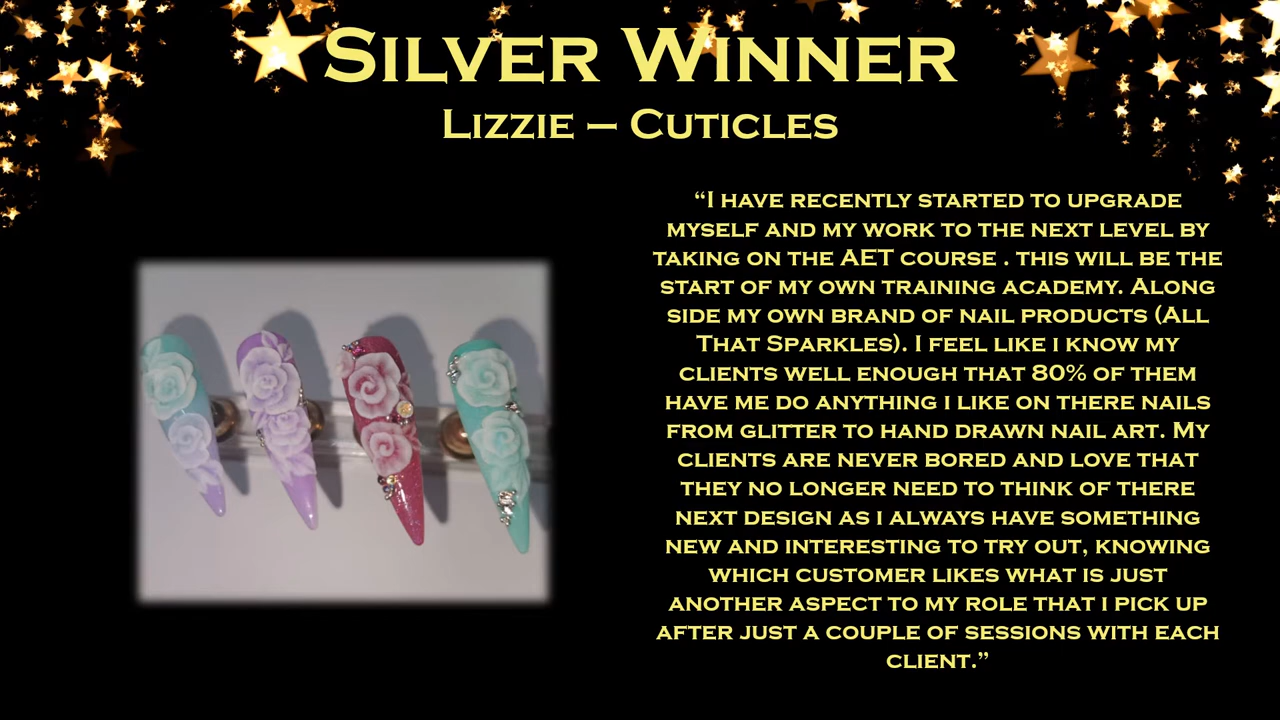 Silver Winner
Lizzie – Cuticles
“I have recently started to upgrade
myself and my work to the next level by
taking on the AET course . this will be the
start of my own training academy. Along
side my own brand of nail products (All
That Sparkles). I feel like i know my
clients well enough that 80% of them
have me do anything i like on there nails
from glitter to hand drawn nail art. My
clients are never bored and love that
they no longer need to think of there
next design as i always have something
new and interesting to try out, knowing
which customer likes what is just
another aspect to my role that i pick up
after just a couple of sessions with each
client.”